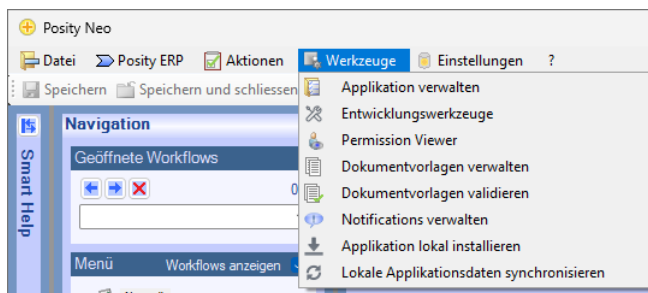 Posity Neo
Datei Posity ERP Aktionen Werkzeuge Einstellungen ?
Speichern Speichern und schliessen
Applikation verwalten
Entwicklungswerkzeuge
Permission Viewer
Dokumentvorlagen verwalten
Dokumentvorlagen validieren
Notifications verwalten
Applikation lokal installieren
Lokale Applikationsdaten synchronisieren
Smart Help
Navigation
Geöffnete Workflows
0
Menü Workflows anzeigen